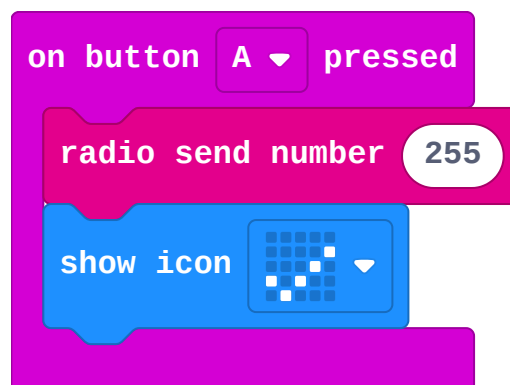 on button A pressed
radio send number 255
show icon